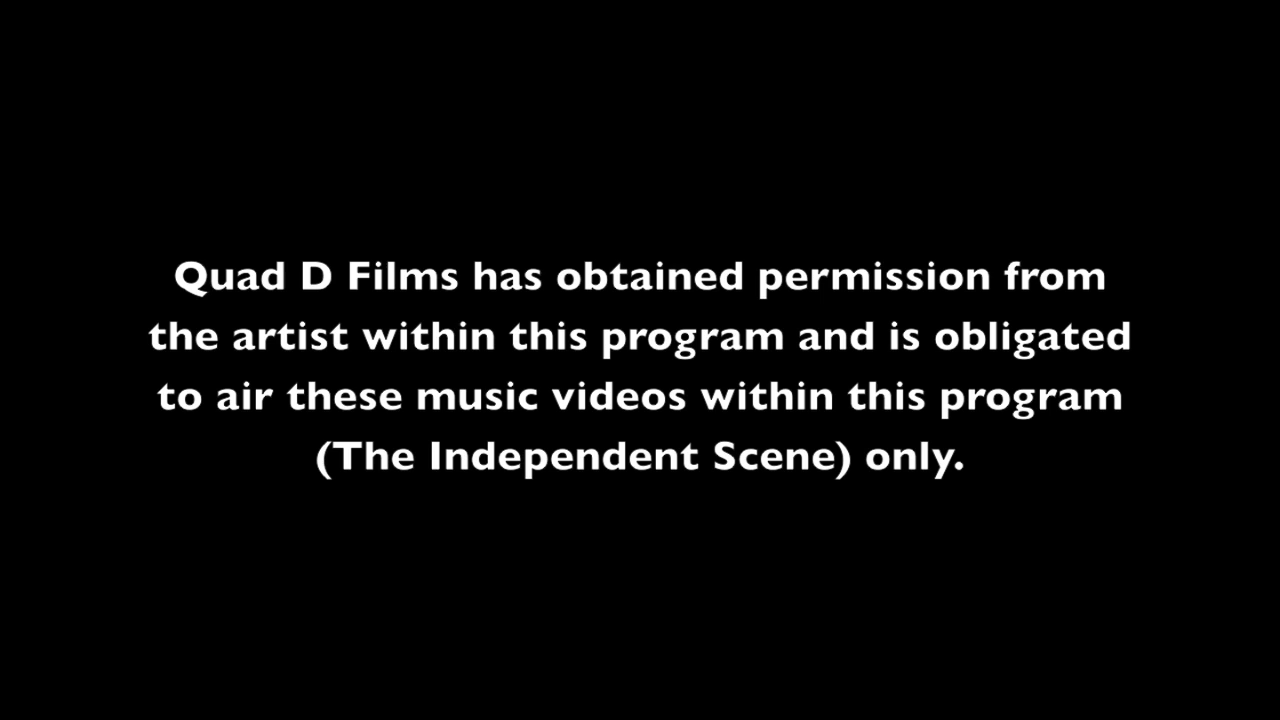 Quad D Films has obtained permission from
the artist within this program and is obligated
to air these music videos within this program
(The Independent Scene) only.